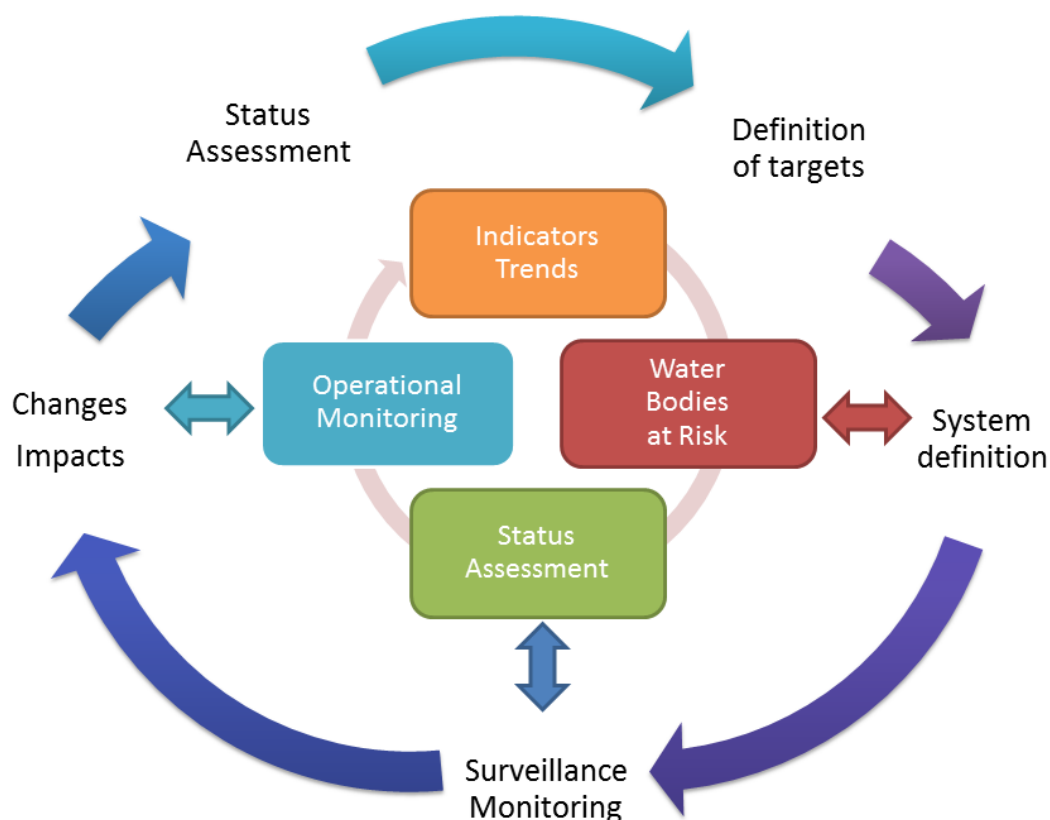 Status
Assessment
Definition
of targets
Indicators
Trends
Operational
Monitoring
Water
Bodies
at Risk
Changes
Impacts
System
definition
Status
Assessment
Surveillance
Monitoring